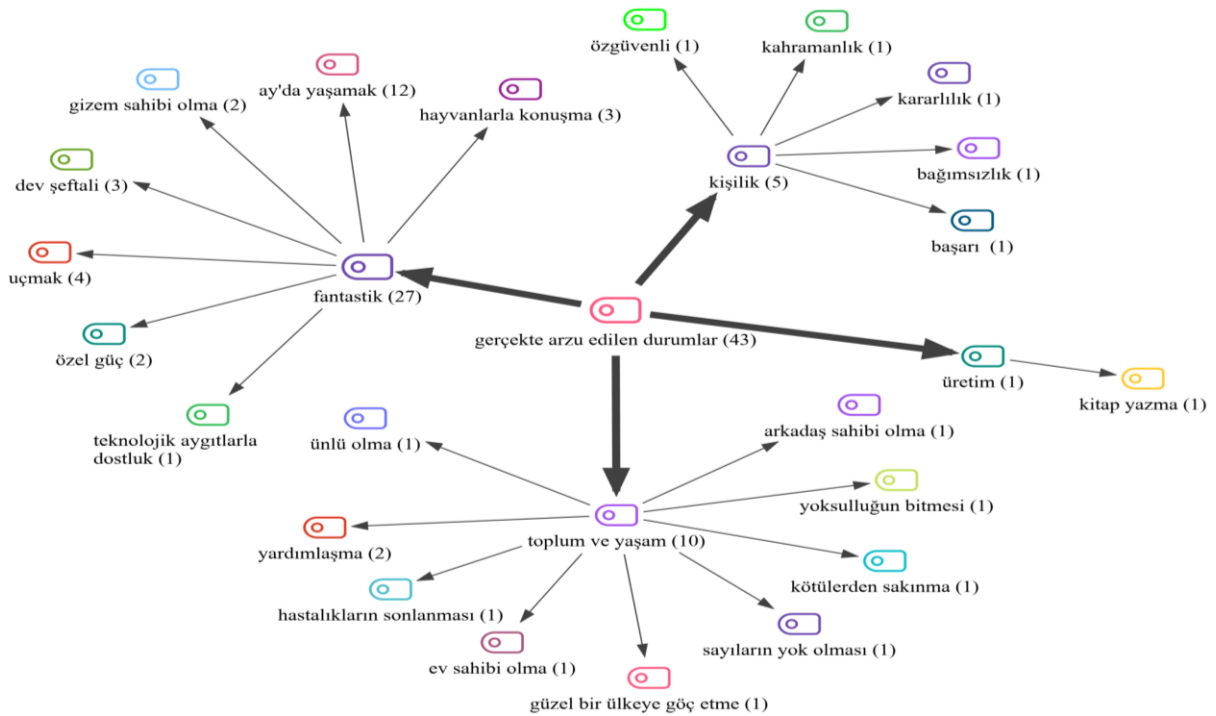 özgüvenli (1)
kahramanlık (1)
ay'da yaşamak (12)
gizem sahibi olma (2)
hayvanlarla konuşma (3)
kararlılık (1)
bağımsızlık (1)
kişilik (5)
dev şeftali (3)
başarı (1)
uçmak (4)
fantastik (27)
gerçekte arzu edilen durumlar (43)
özel güç (2)
üretim (1)
kitap yazma (1)
teknolojik aygıtlarla
dostluk (1)
ünlü olma (1)
arkadaş sahibi olma (1)
yoksulluğun bitmesi (1)
yardımlaşma (2)
toplum ve yaşam (10)
kötülerden sakınma (1)
hastalıkların sonlanması (1)
sayıların yok olması (1)
ev sahibi olma (1)
güzel bir ülkeye göç etme (1)